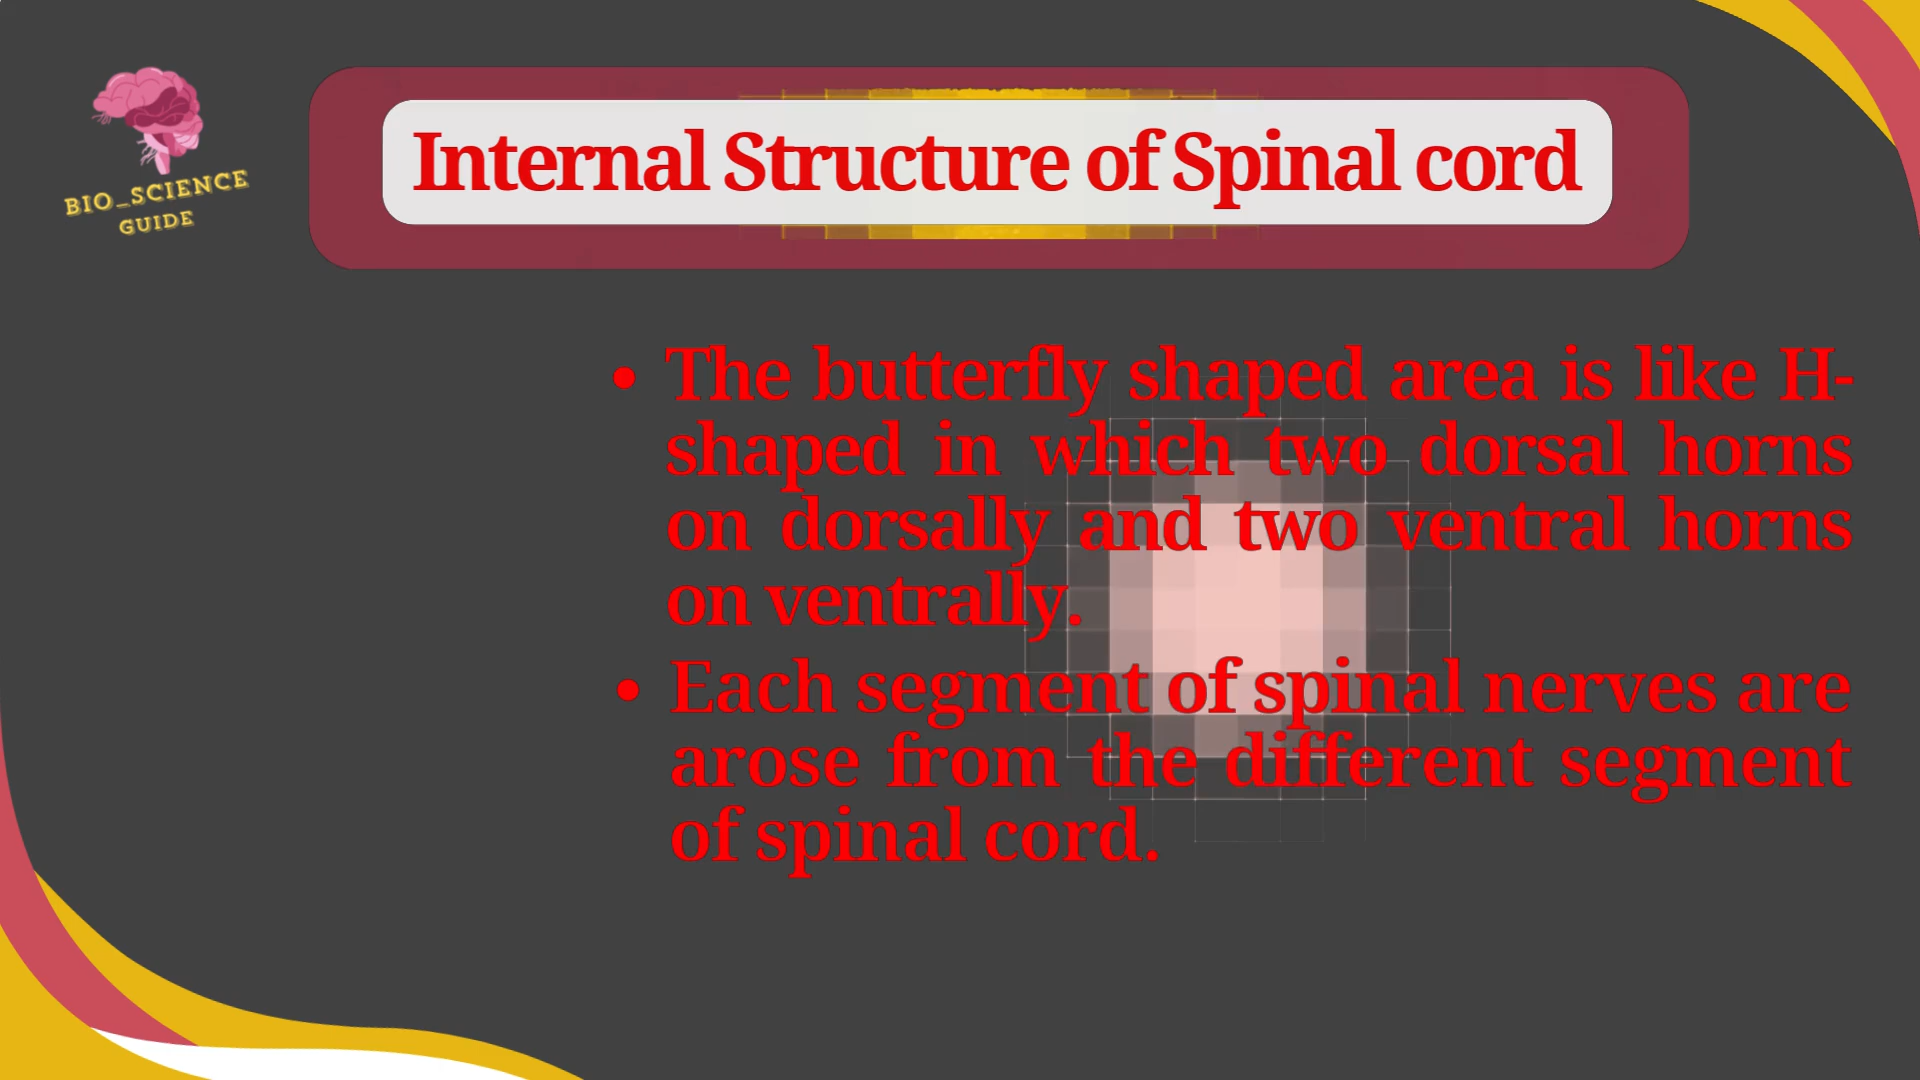 BIO_SCIENCE
GUIDE
Internal Structure of Spinal cord
• The butterfly shaped area is like H-
shaped in which two dorsal horns
on dorsally and two ventral horns
on ventrally.
• Each segment of spinal nerves are
arose from the different segment
of spinal cord.